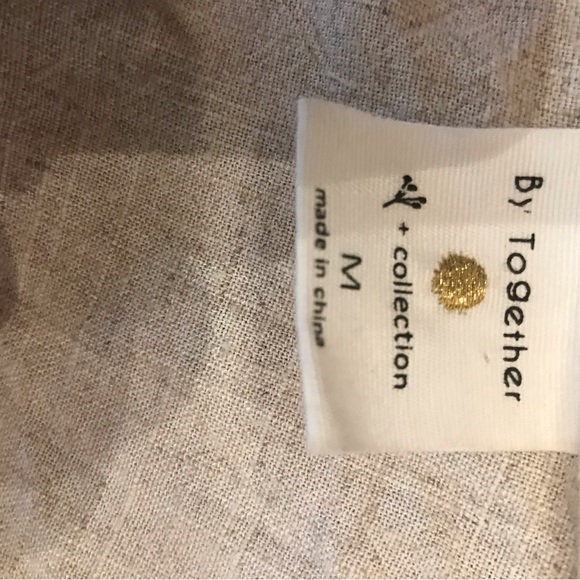 By Together
+ collection
M
made in china